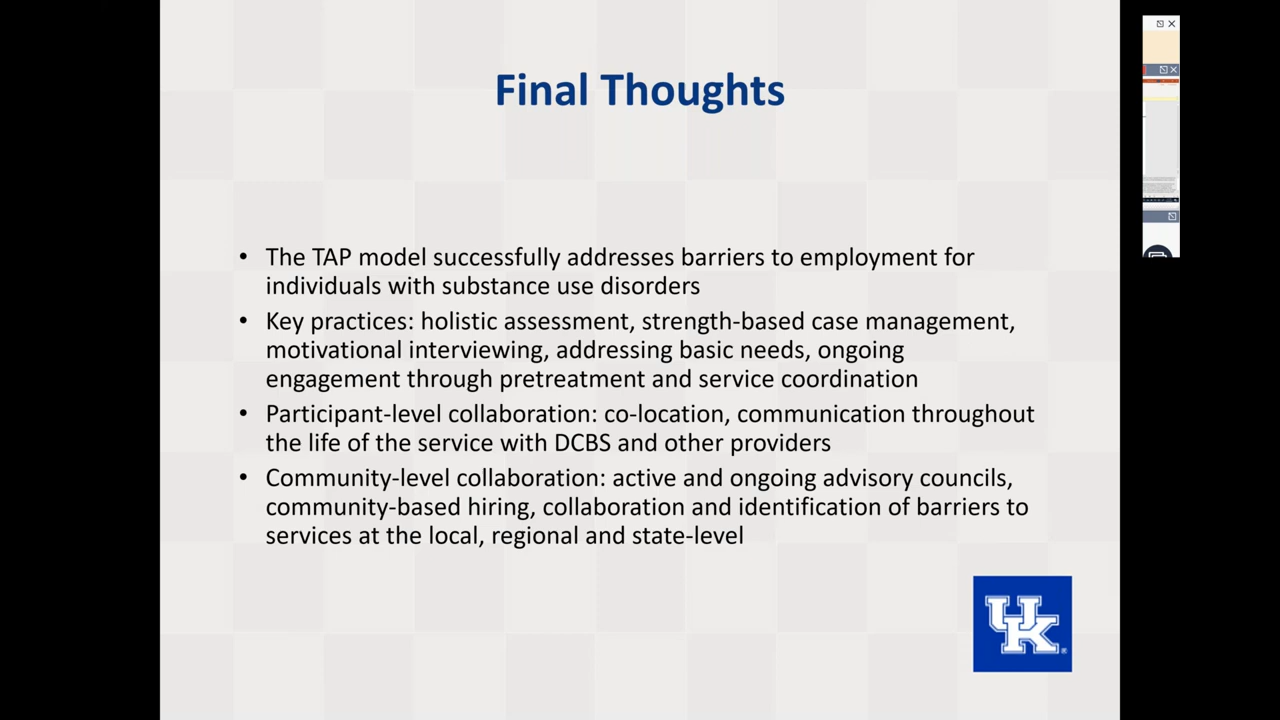 Final Thoughts
• The TAP model successfully addresses barriers to employment for
individuals with substance use disorders
• Key practices: holistic assessment, strength-based case management,
motivational interviewing, addressing basic needs, ongoing
engagement through pretreatment and service coordination
• Participant-level collaboration: co-location, communication throughout
the life of the service with DCBS and other providers
• Community-level collaboration: active and ongoing advisory councils,
community-based hiring, collaboration and identification of barriers to
services at the local, regional and state-level
UK®